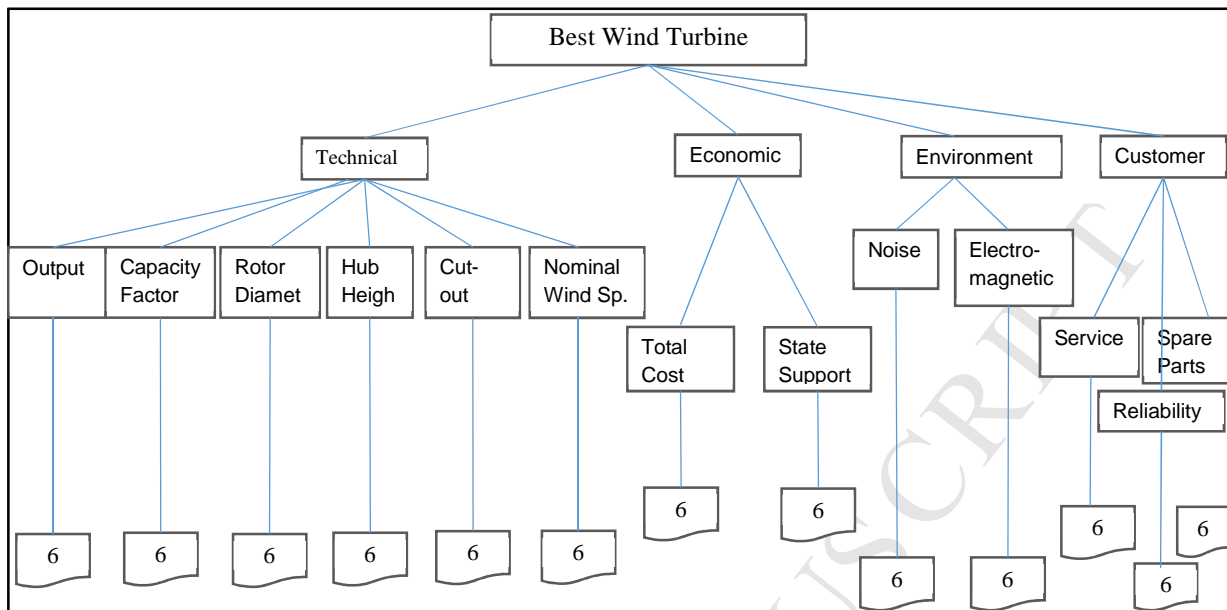 Best Wind Turbine
Technical
Economic
Environment
Customer
Output
Capacity
Factor
Rotor
Diamet
Hub
Heigh
Cut-
out
Nominal
Wind Sp.
Noise
Electro-
magnetic
Total
Cost
State
Support
Service
Spare
Parts
Reliability
6
6
6
6
6
6
6
6
6
6
6
6
6
USCRIPT